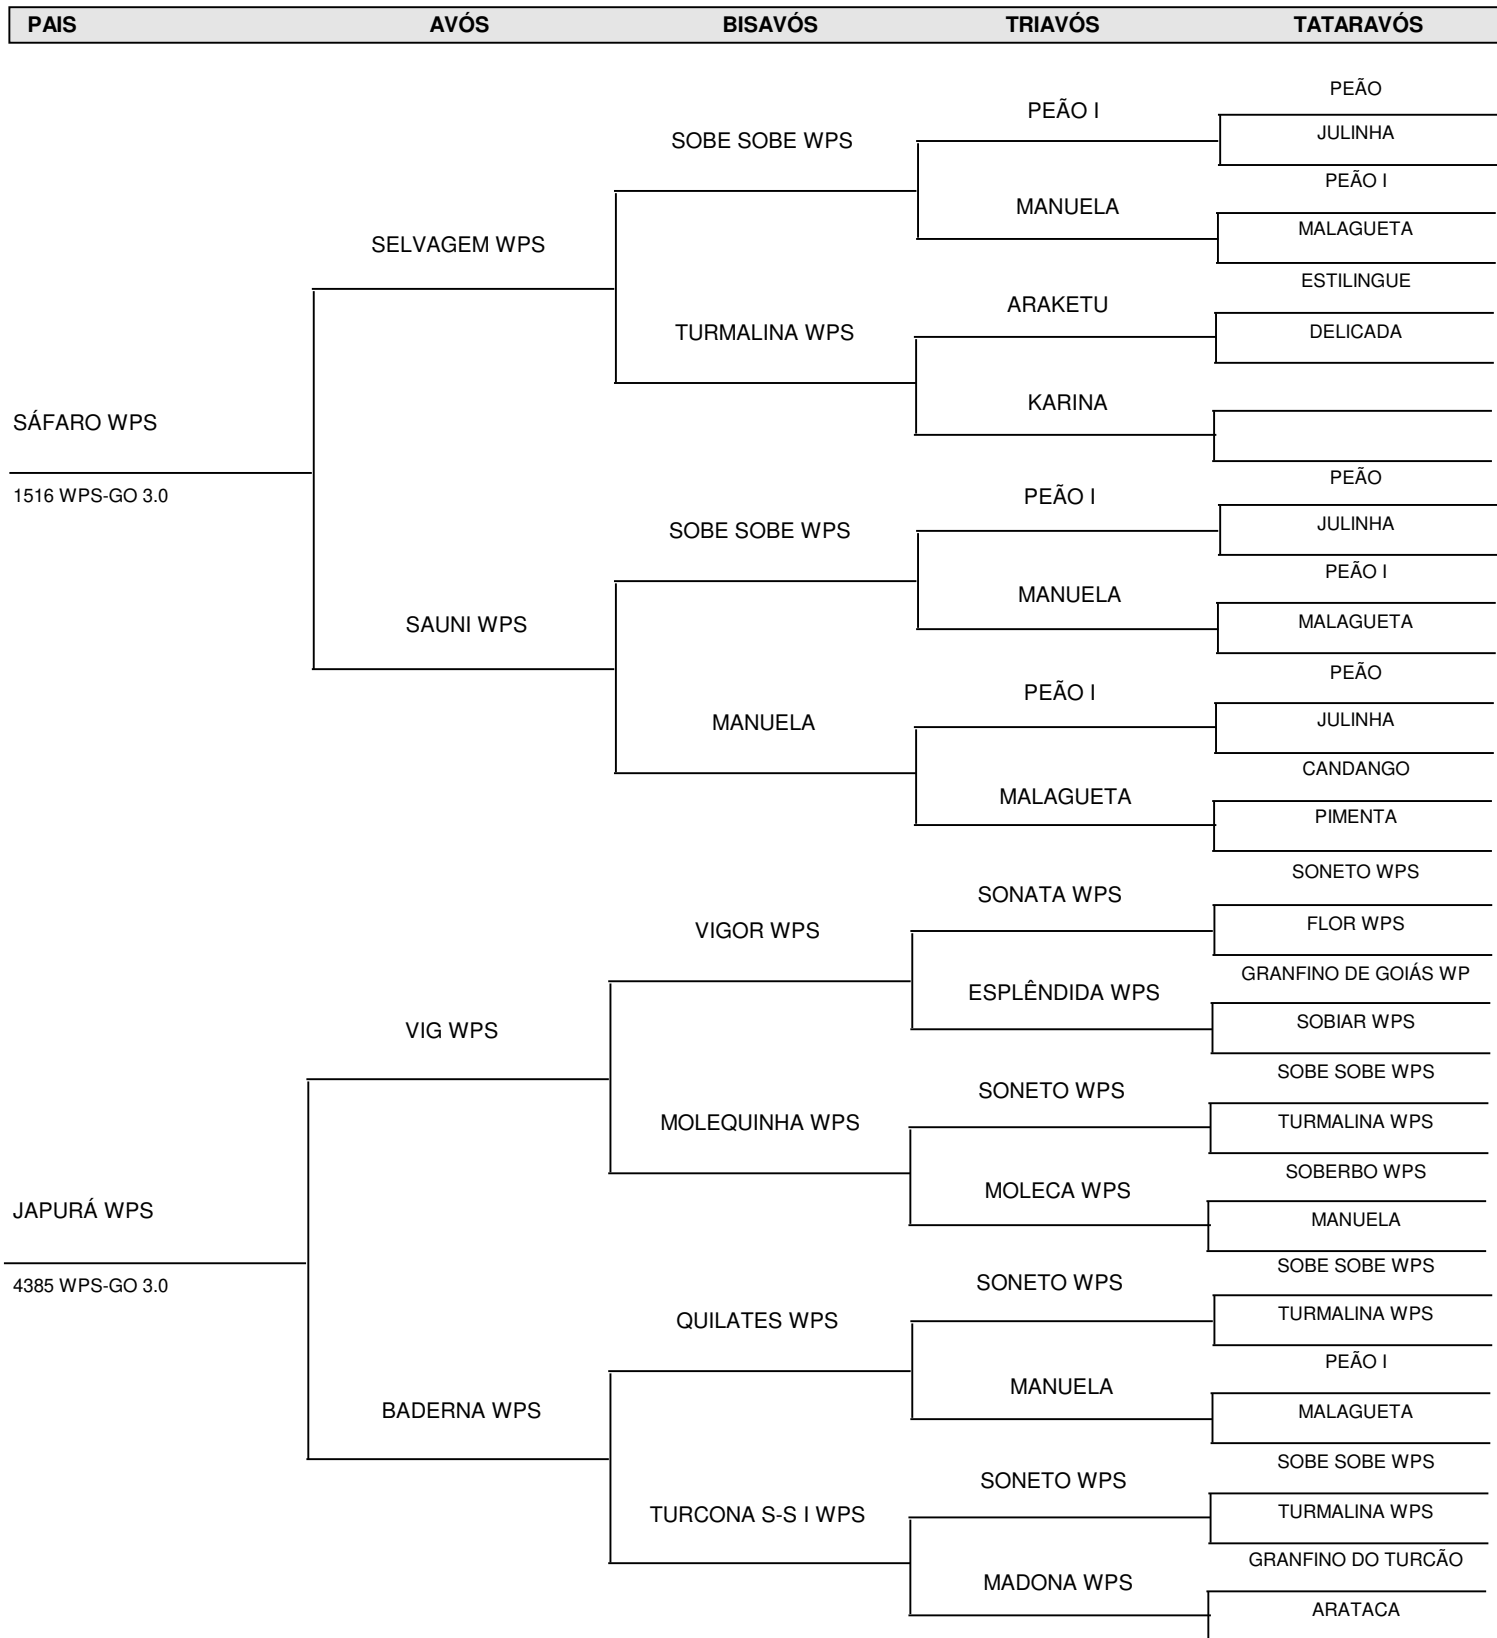 PAIS AVÓS BISAVÓS TRIAVÓS TATARAVÓS
PEÃO
PEÃO I
JULINHA
SOBE SOBE WPS
PEÃO I
MANUELA
MALAGUETA
SELVAGEM WPS
ESTILINGUE
ARAKETU
TURMALINA WPS
DELICADA
KARINA
SÁFARO WPS
1516 WPS-GO 3.0
PEÃO
PEÃO I
JULINHA
SOBE SOBE WPS
PEÃO I
MANUELA
MALAGUETA
SAUNI WPS
PEÃO
PEÃO I
JULINHA
MANUELA
CANDANGO
MALAGUETA
PIMENTA
SONETO WPS
SONATA WPS
FLOR WPS
VIGOR WPS
GRANFINO DE GOIÁS WP
ESPLÊNDIDA WPS
SOBIAR WPS
VIG WPS
SOBE SOBE WPS
SONETO WPS
MOLEQUINHA WPS
TURMALINA WPS
SOBERBO WPS
MOLECA WPS
MANUELA
JAPURÁ WPS
4385 WPS-GO 3.0
SOBE SOBE WPS
SONETO WPS
TURMALINA WPS
QUILATES WPS
PEÃO I
MANUELA
MALAGUETA
BADERNA WPS
SOBE SOBE WPS
SONETO WPS
TURMALINA WPS
TURCONA S-S I WPS
GRANFINO DO TURCÃO
MADONA WPS
ARATACA